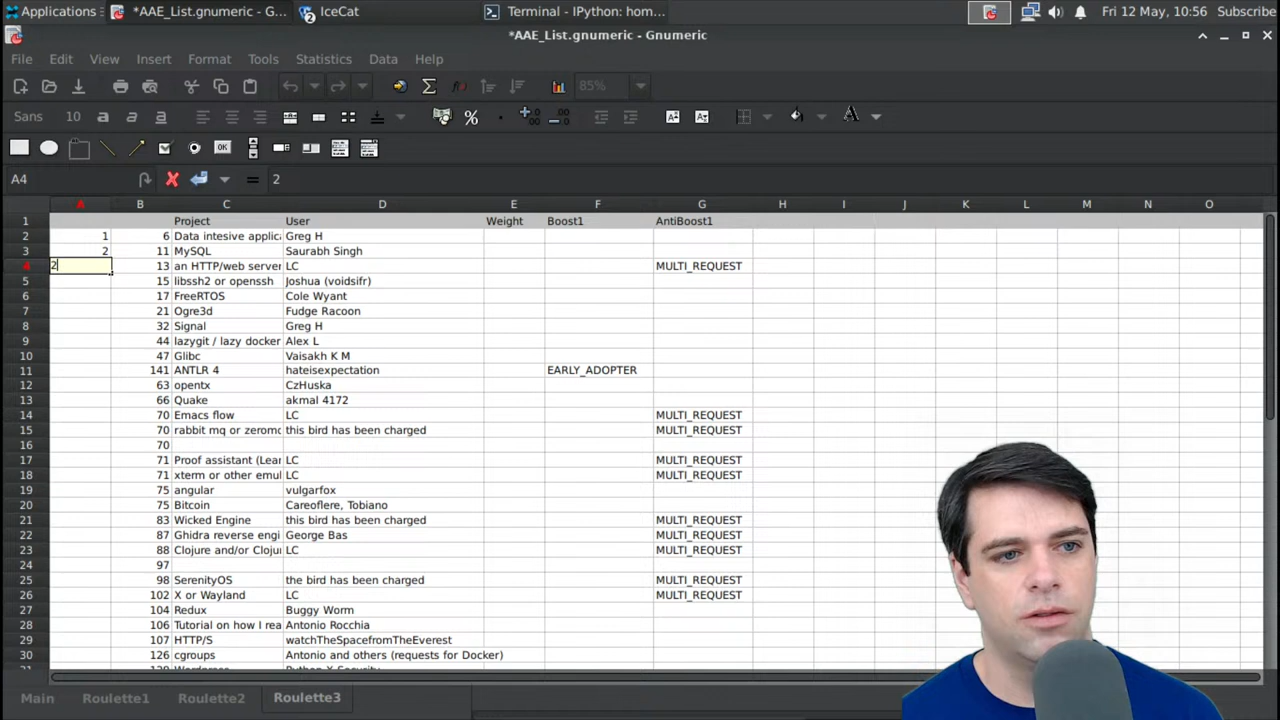 Applications
*AAE_List.gnumeric - G...
2
IceCat
Terminal - IPython: hom...
Fri 12 May, 10:56
Subscribe
*AAE_List.gnumeric - Gnumeric
File Edit View Insert Format Tools Statistics Data Help
85%
Sans 10
A4 = 2
A B C D E F G H I J K L M N O
1 Project User Weight Boost1 AntiBoost1
2 1 6 Data intesive applica Greg H
3 2 11 MySQL Saurabh Singh
4 2 13 an HTTP/web server LC MULTI_REQUEST
5 15 libssh2 or openssh Joshua (voidsifr)
6 17 FreeRTOS Cole Wyant
7 21 Ogre3d Fudge Racoon
8 32 Signal Greg H
9 44 lazygit / lazy docker Alex L
10 47 Glibc Vaisakh K M
11 141 ANTLR 4 hateisexpectation EARLY_ADOPTER
12 63 opentx CzHuska
13 66 Quake akmal 4172
14 70 Emacs flow LC MULTI_REQUEST
15 70 rabbit mq or zeromo this bird has been charged MULTI_REQUEST
16 70
17 71 Proof assistant (Lear LC MULTI_REQUEST
18 71 xterm or other emul LC MULTI_REQUEST
19 75 angular vulgarfox
20 75 Bitcoin Careoflere, Tobiano
21 83 Wicked Engine this bird has been charged MULTI_REQUEST
22 87 Ghidra reverse engi George Bas MULTI_REQUEST
23 88 Clojure and/or Clojur LC MULTI_REQUEST
24 97
25 98 SerenityOS the bird has been charged MULTI_REQUEST
26 102 X or Wayland LC MULTI_REQUEST
27 104 Redux Buggy Worm
28 106 Tutorial on how I rea Antonio Rocchia
29 107 HTTP/S watchTheSpacefromTheEverest
30 126 cgroups Antonio and others (requests for Docker)
Main Roulette1 Roulette2 Roulette3